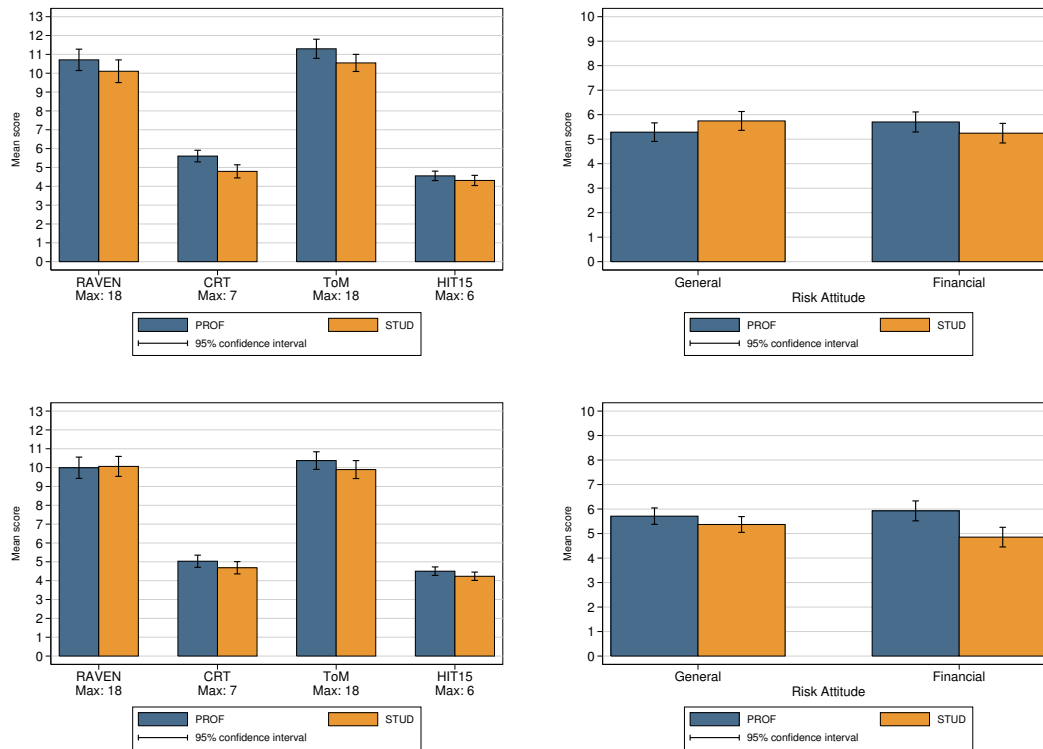 Mean score
13
12
11
10
9
8
7
6
5
4
3
2
1
0
RAVEN CRT ToM HIT15
Max: 18 Max: 7 Max: 18 Max: 6
PROF STUD
95% confidence interval
Mean score
10
9
8
7
6
5
4
3
2
1
0
General Financial
Risk Attitude
PROF STUD
95% confidence interval
Mean score
13
12
11
10
9
8
7
6
5
4
3
2
1
0
RAVEN CRT ToM HIT15
Max: 18 Max: 7 Max: 18 Max: 6
PROF STUD
95% confidence interval
Mean score
10
9
8
7
6
5
4
3
2
1
0
General Financial
Risk Attitude
PROF STUD
95% confidence interval